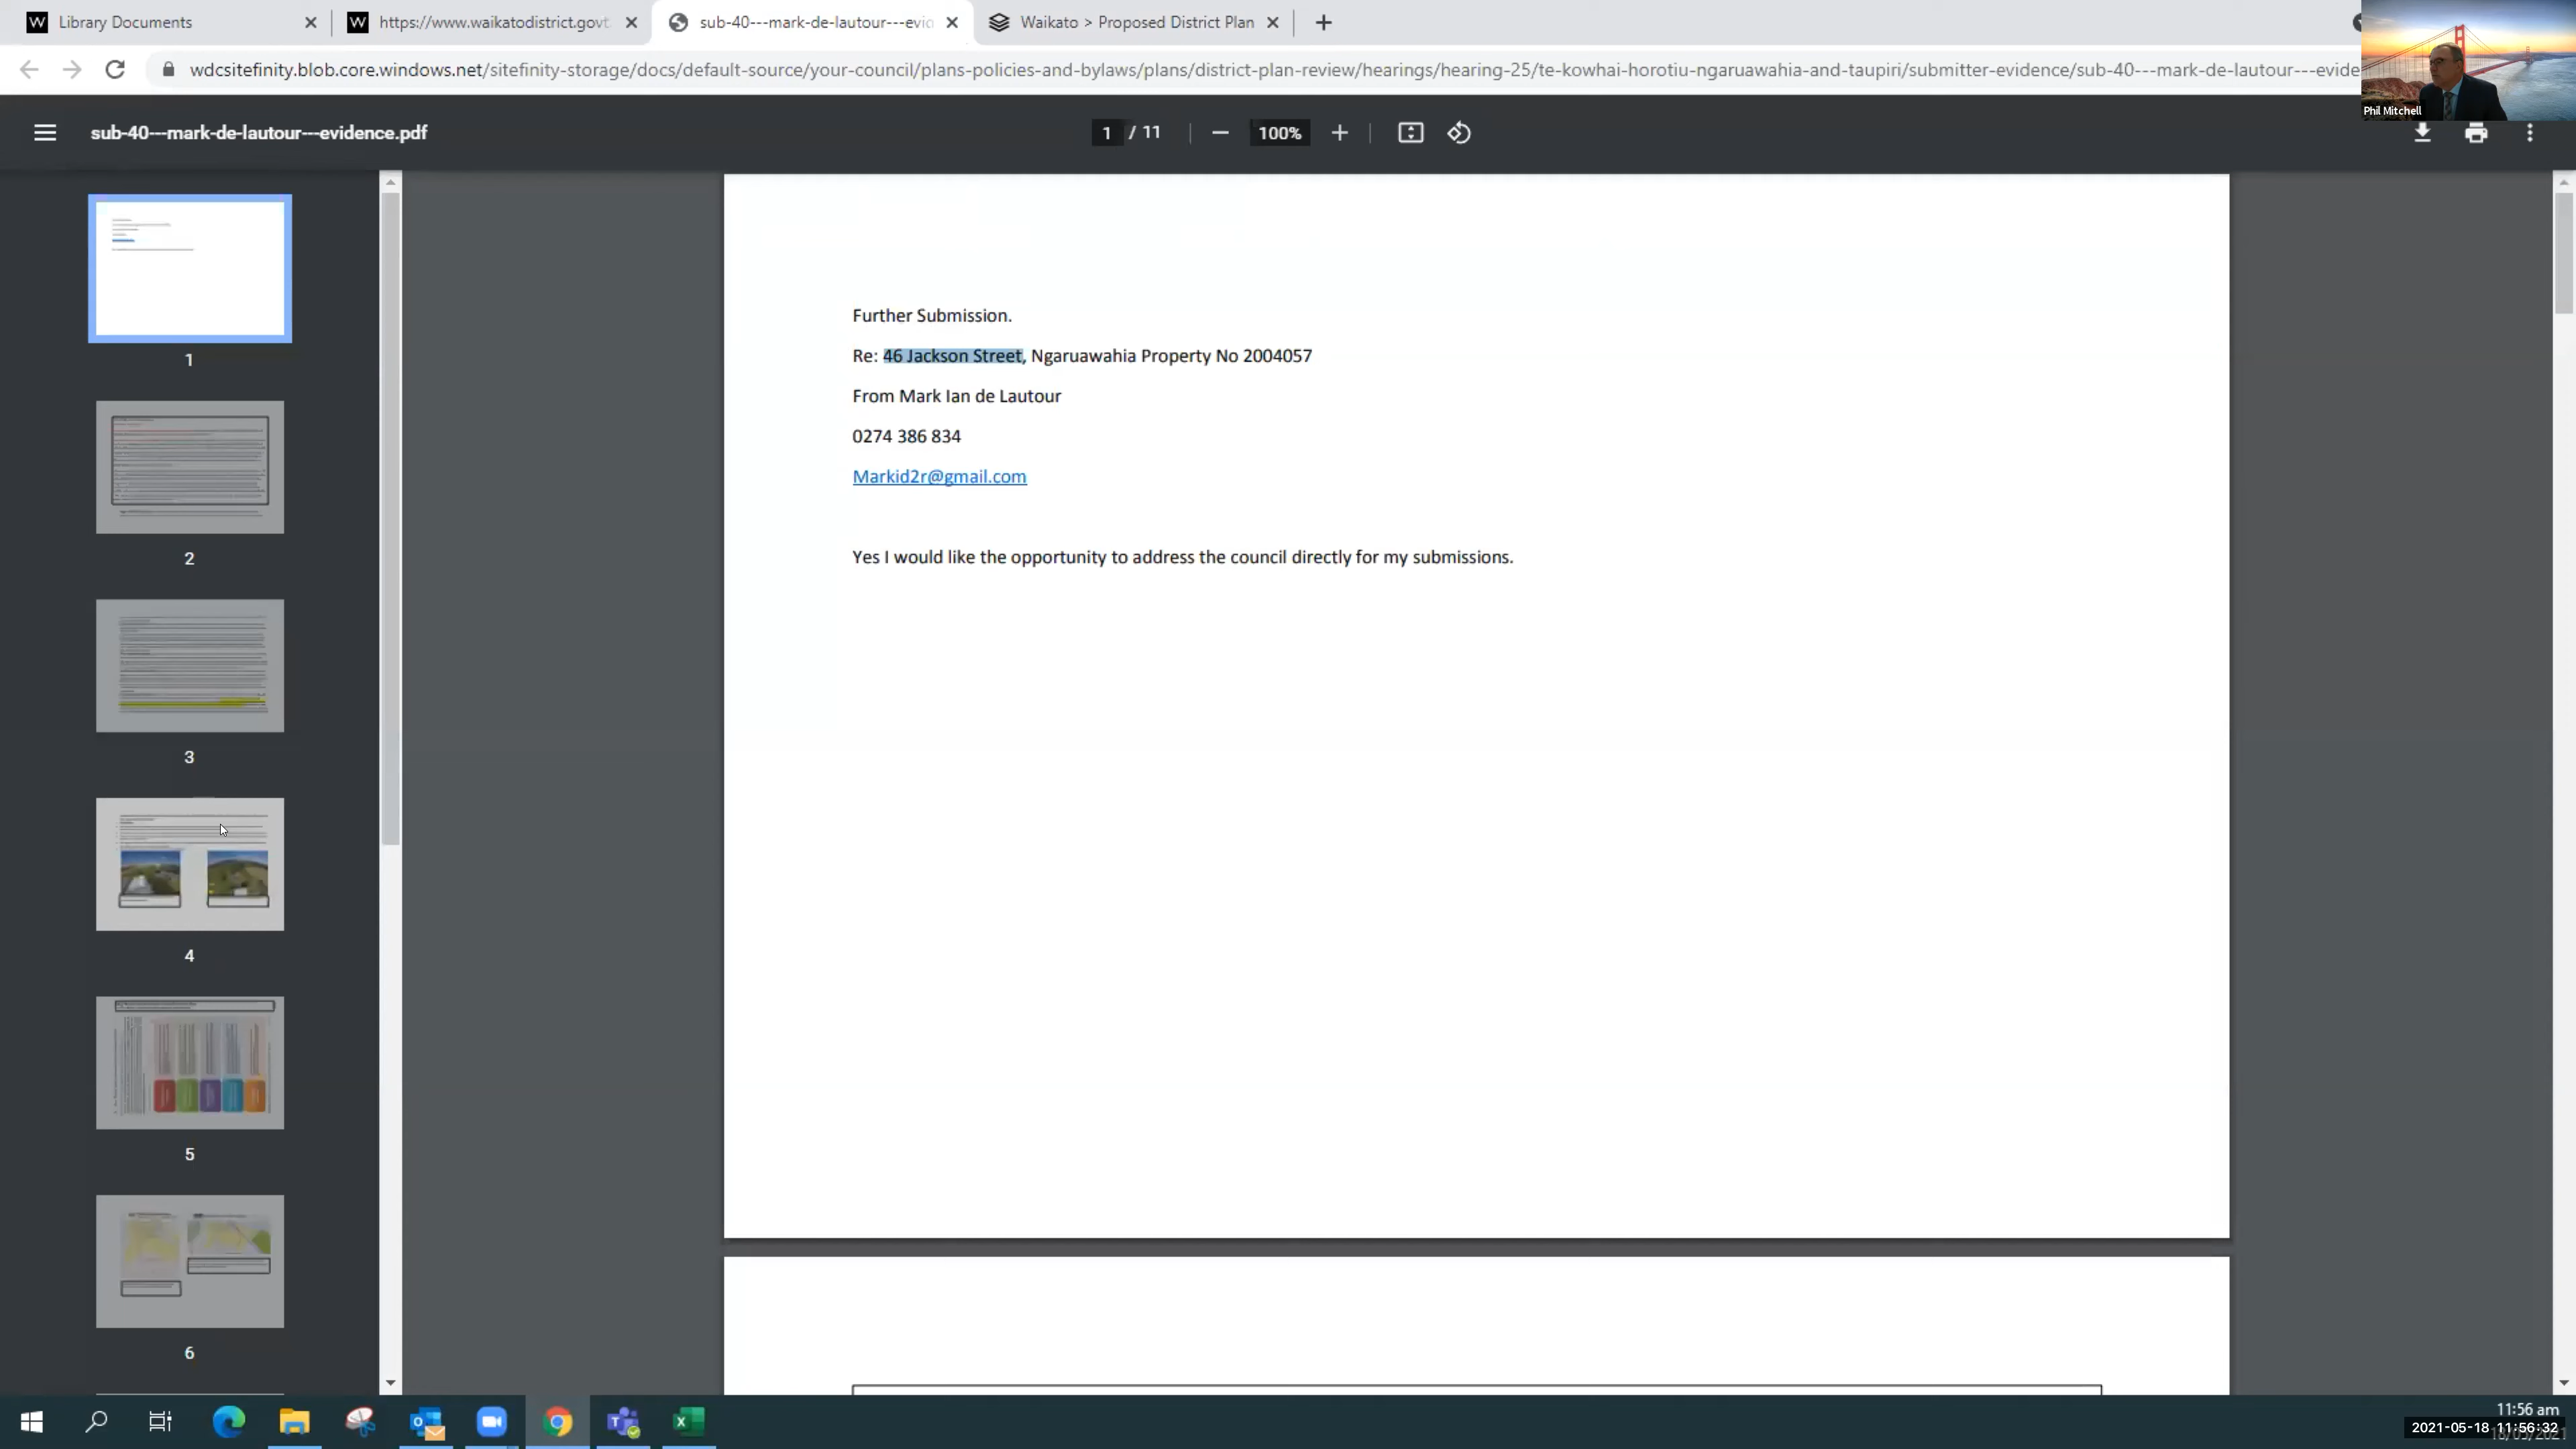 Library Documents
https://www.waikatodistrict.govt
sub-40---mark-de-lautour---evid
Waikato > Proposed District Plan
wdcsitefinity.blob.core.windows.net/sitefinity-storage/docs/default-source/your-council/plans-policies-and-bylaws/plans/district-plan-review/hearings/hearing-25/te-kowhai-horotiu-ngaruawahia-and-taupiri/submitter-evidence/sub-40---mark-de-lautour---evide
Phil Mitchell
sub-40---mark-de-lautour---evidence.pdf
1 / 11
100%
1
2
3
4
5
6
Further Submission.
Re: 46 Jackson Street, Ngaruawahia Property No 2004057
From Mark Ian de Lautour
0274 386 834
Markid2r@gmail.com
Yes I would like the opportunity to address the council directly for my submissions.
11:56 am
2021-05-18 11:56:32